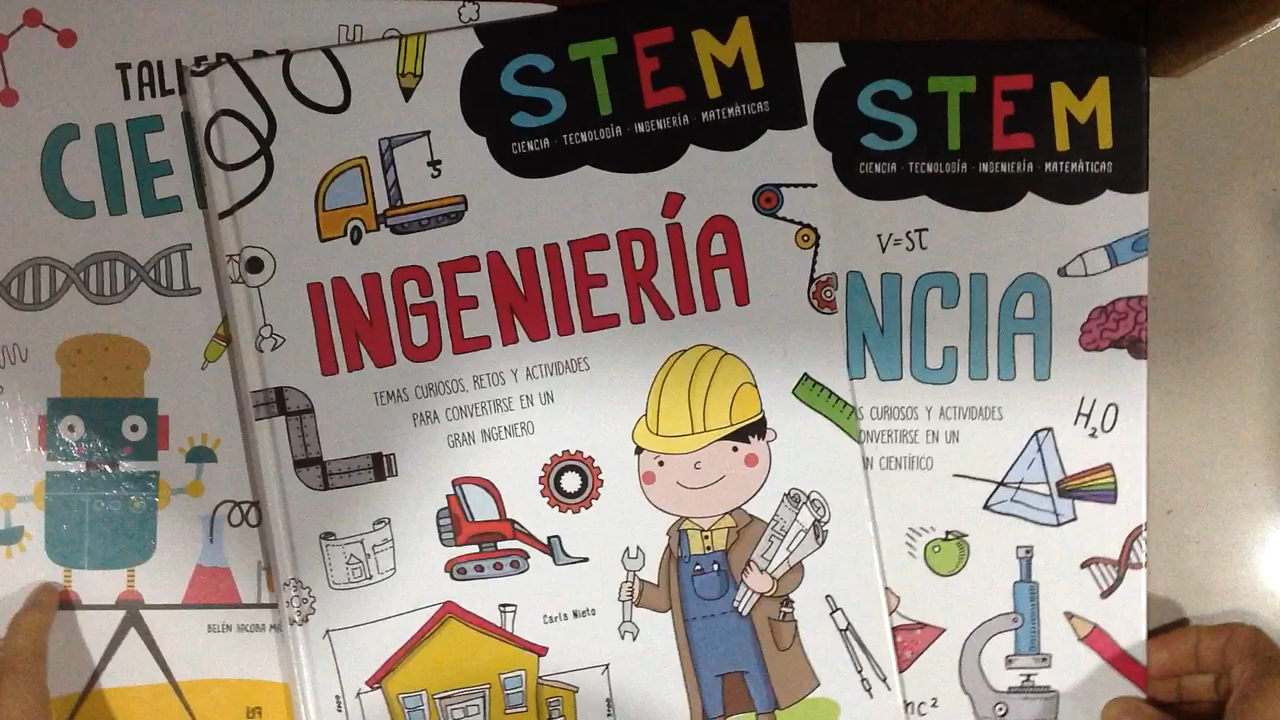 TALLER
CIE
BELÉN
STEM
CIENCIA · TECNOLOGÍA · INGENIERÍA · MATEMÁTICAS
INGENIERÍA
TEMAS CURIOSOS, RETOS Y ACTIVIDADES
PARA CONVERTIRSE EN UN
GRAN INGENIERO
Carla Nieto
STEM
CIENCIA · TECNOLOGÍA · INGENIERÍA · MATEMÁTICAS
V=ST
NCIA
S CURIOSOS Y ACTIVIDADES
ONVERTIRSE EN UN
N CIENTÍFICO
H₂O
mc²